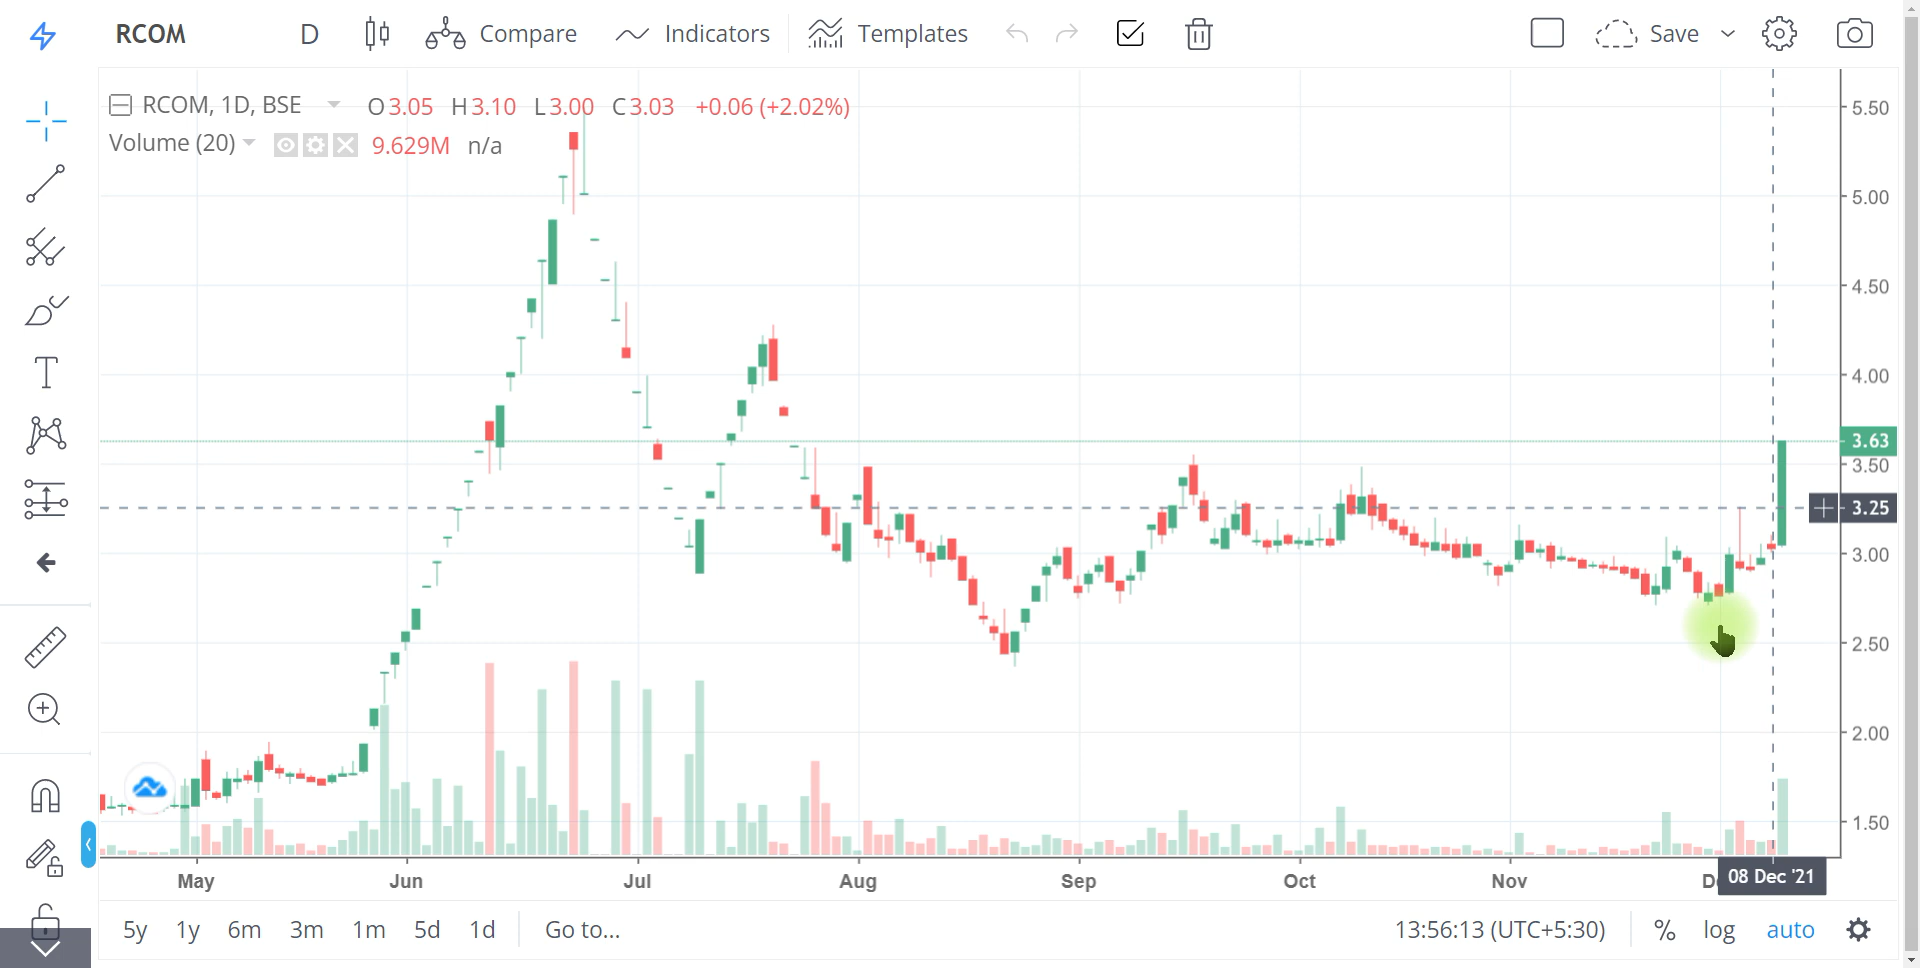 RCOM D Compare Indicators Templates Save
RCOM, 1D, BSE O3.05 H3.10 L3.00 C3.03 +0.06 (+2.02%)
Volume (20) 9.629M n/a
5.50
5.00
4.50
4.00
3.63
3.50
3.25
3.00
2.50
2.00
1.50
May Jun Jul Aug Sep Oct Nov 08 Dec '21
5y 1y 6m 3m 1m 5d 1d Go to... 13:56:13 (UTC+5:30) % log auto